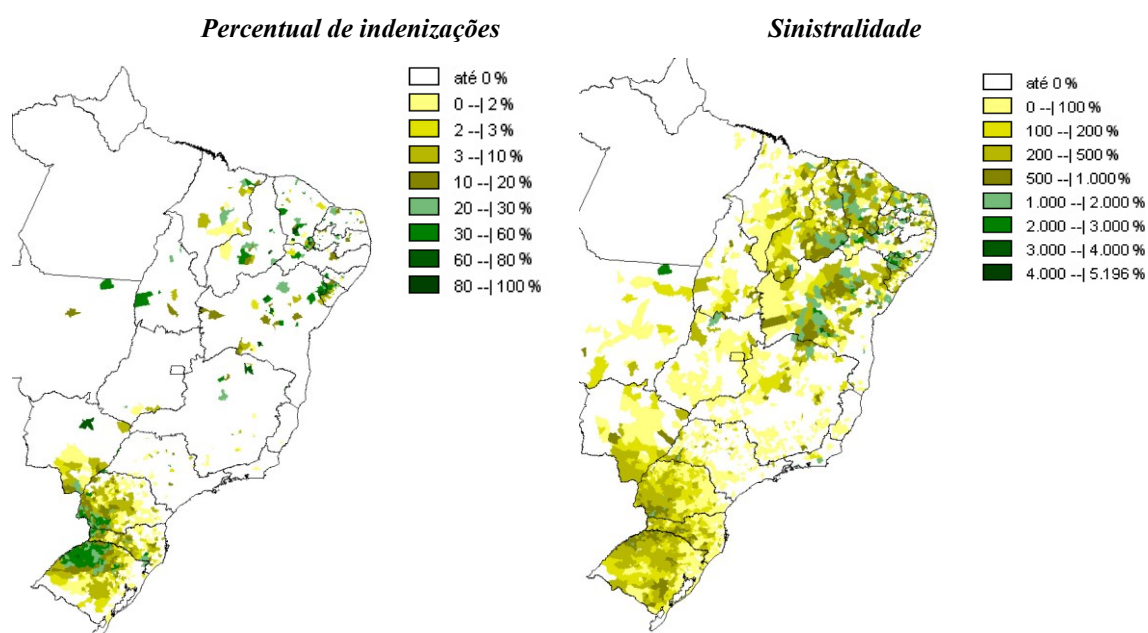 Percentual de indenizações
até 0 %
0 --| 2 %
2 --| 3 %
3 --| 10 %
10 --| 20 %
20 --| 30 %
30 --| 60 %
60 --| 80 %
80 --| 100 %
Sinistralidade
até 0 %
0 --| 100 %
100 --| 200 %
200 --| 500 %
500 --| 1.000 %
1.000 --| 2.000 %
2.000 --| 3.000 %
3.000 --| 4.000 %
4.000 --| 5.196 %